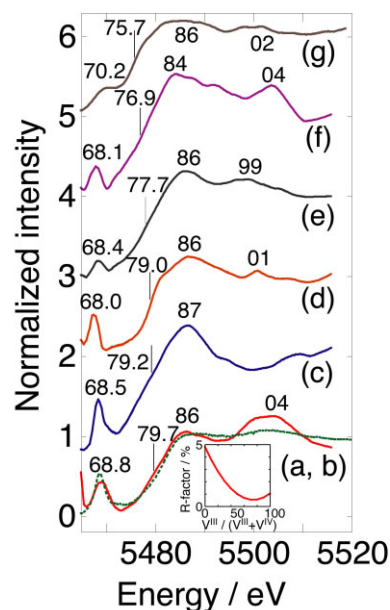 Normalized intensity
6
5
4
3
2
1
0
75.7 86 02 (g)
70.2
84 04
76.9 (f)
68.1
86 99
77.7 (e)
68.4
86 01
79.0 (d)
68.0
87
79.2 (c)
68.5
86 04
79.7 (a, b)
68.8
R-factor / %
5
0
0 50 100
V^III / (V^III+V^IV)
5480 5500 5520
Energy / eV